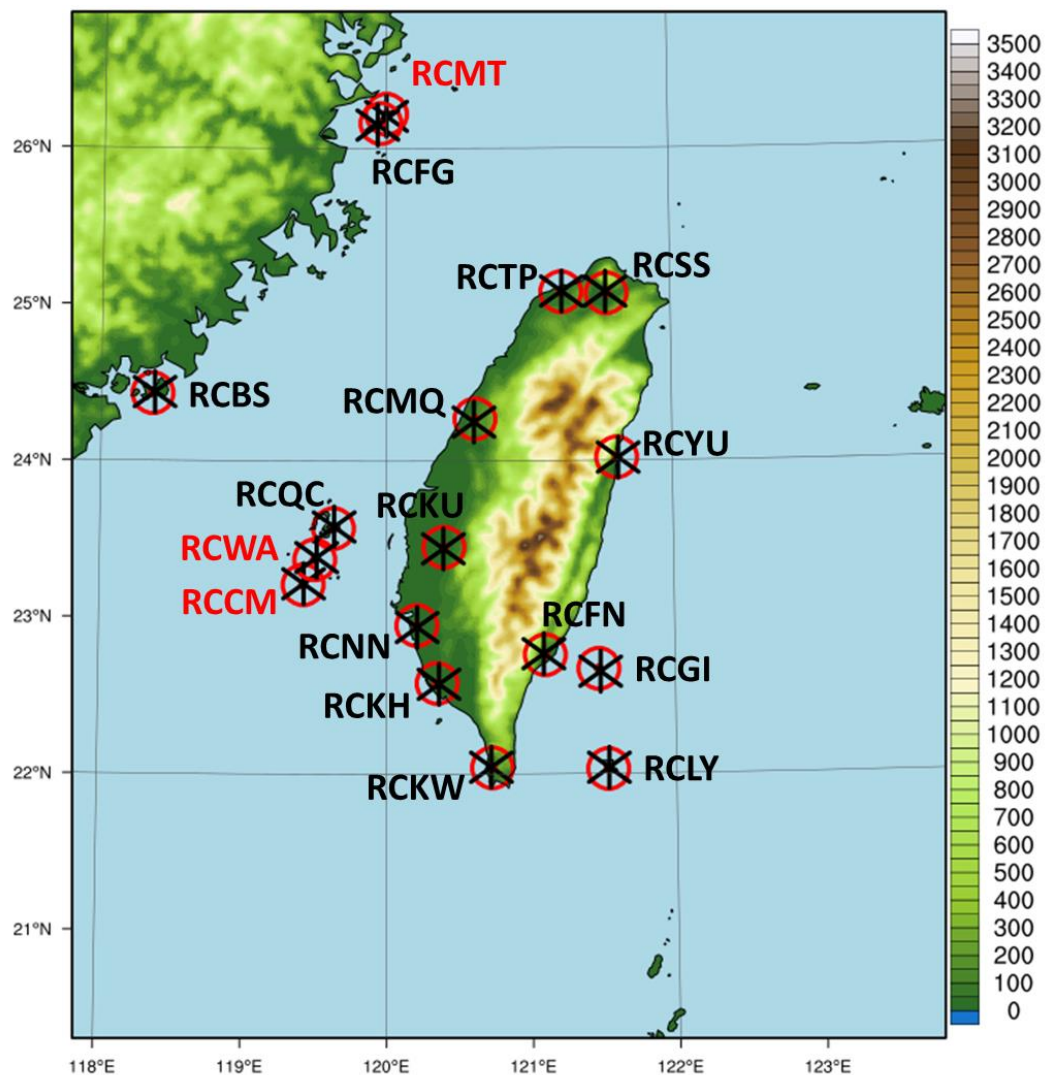 RCMT
26°N
RCFG
RCTP
RCSS
25°N
RCBS
RCMQ
RCYU
24°N
RCQC
RCKU
RCWA
RCCM
23°N
RCFN
RCNN
RCGI
RCKH
RCKW
RCLY
22°N
21°N
118°E
119°E
120°E
121°E
122°E
123°E
3500
3400
3300
3200
3100
3000
2900
2800
2700
2600
2500
2400
2300
2200
2100
2000
1900
1800
1700
1600
1500
1400
1300
1200
1100
1000
900
800
700
600
500
400
300
200
100
0